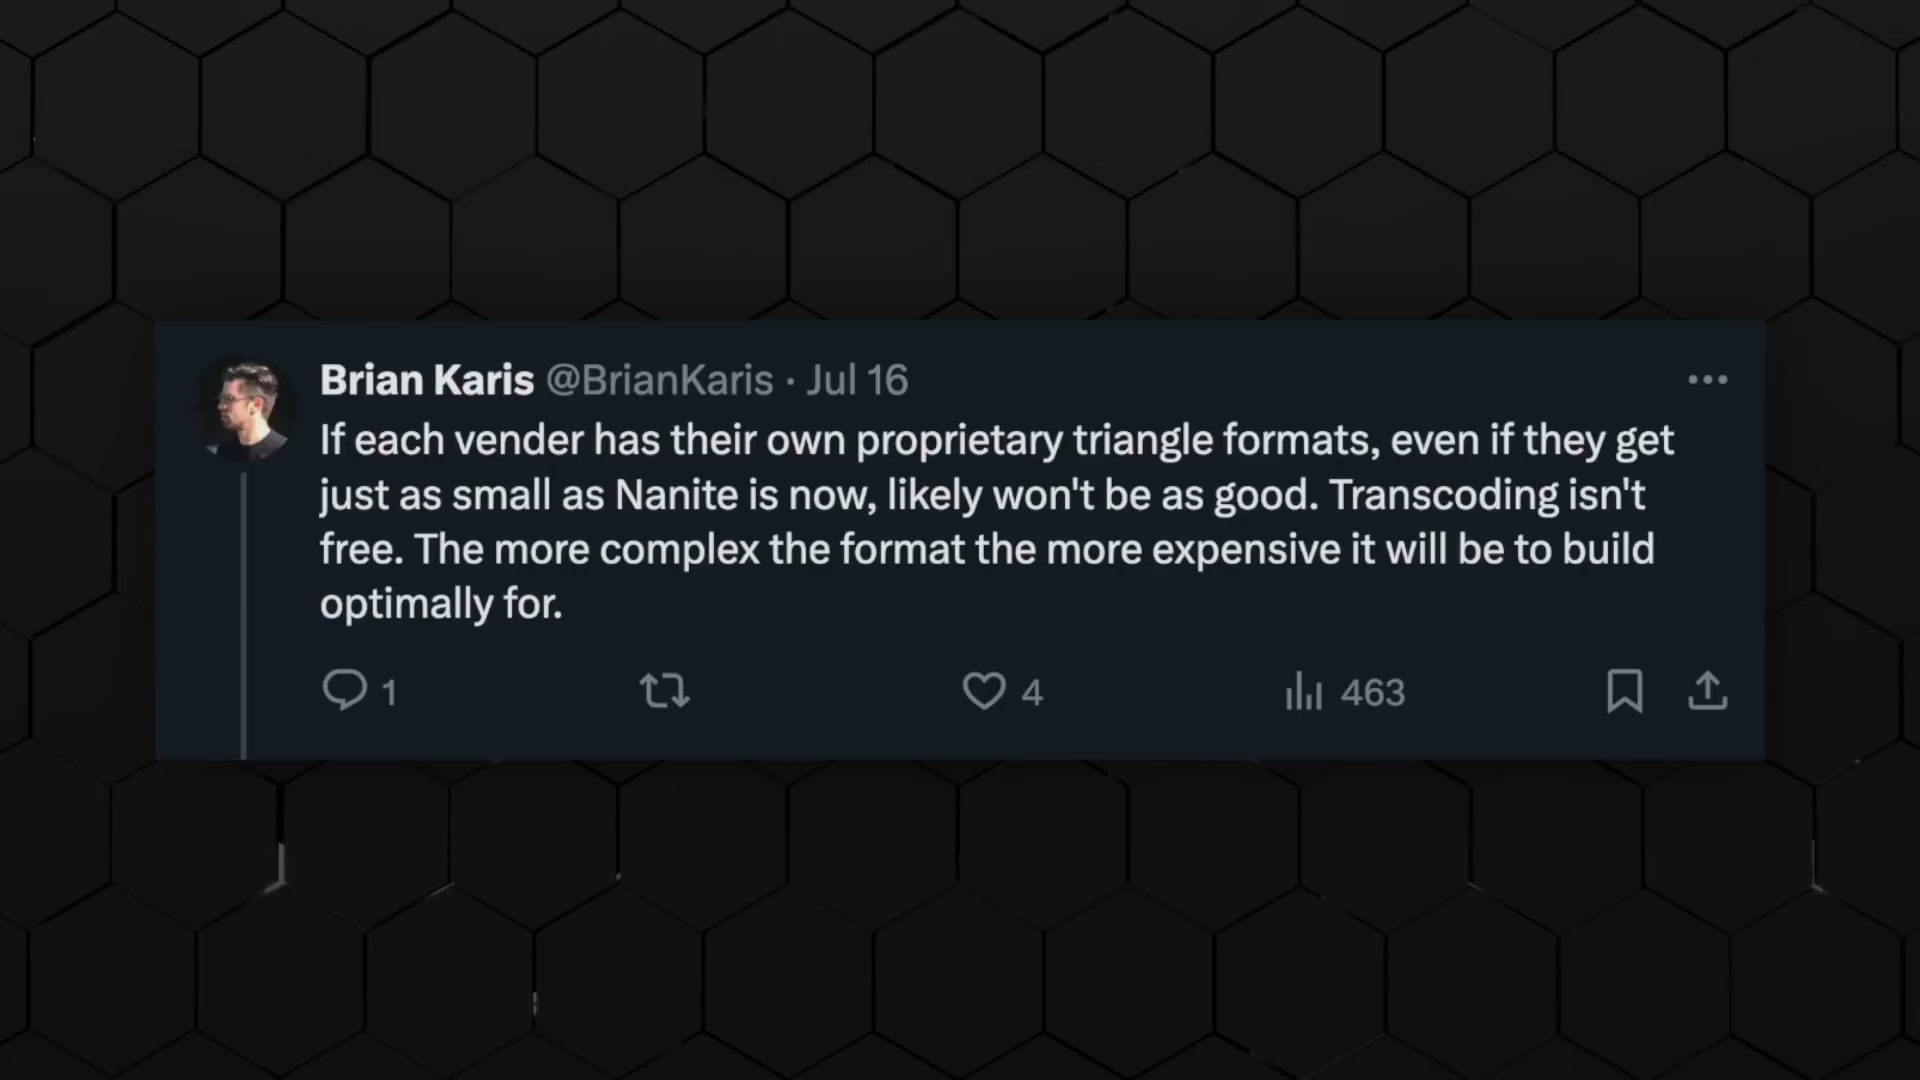 Brian Karis @BrianKaris · Jul 16
If each vender has their own proprietary triangle formats, even if they get
just as small as Nanite is now, likely won't be as good. Transcoding isn't
free. The more complex the format the more expensive it will be to build
optimally for.
1 4 463